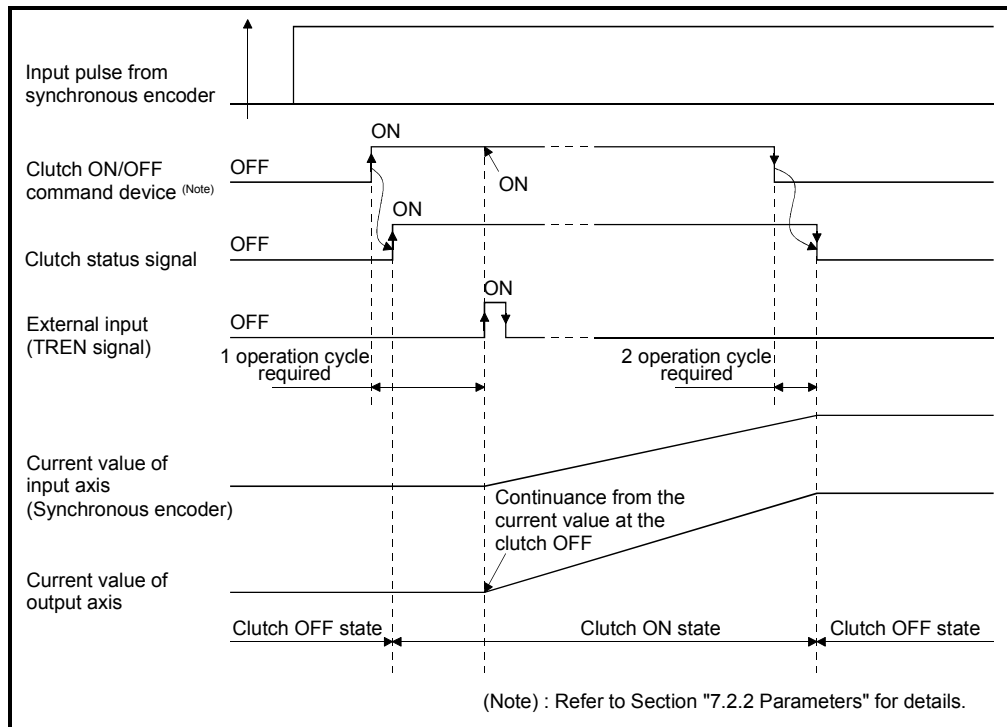 Input pulse from
synchronous encoder
ON
Clutch ON/OFF
command device (Note)
OFF
ON
ON
Clutch status signal
OFF
ON
External input
(TREN signal)
OFF
1 operation cycle
required
2 operation cycle
required
Current value of
input axis
(Synchronous encoder)
Continuance from the
current value at the
clutch OFF
Current value of
output axis
Clutch OFF state
Clutch ON state
Clutch OFF state
(Note) : Refer to Section "7.2.2 Parameters" for details.